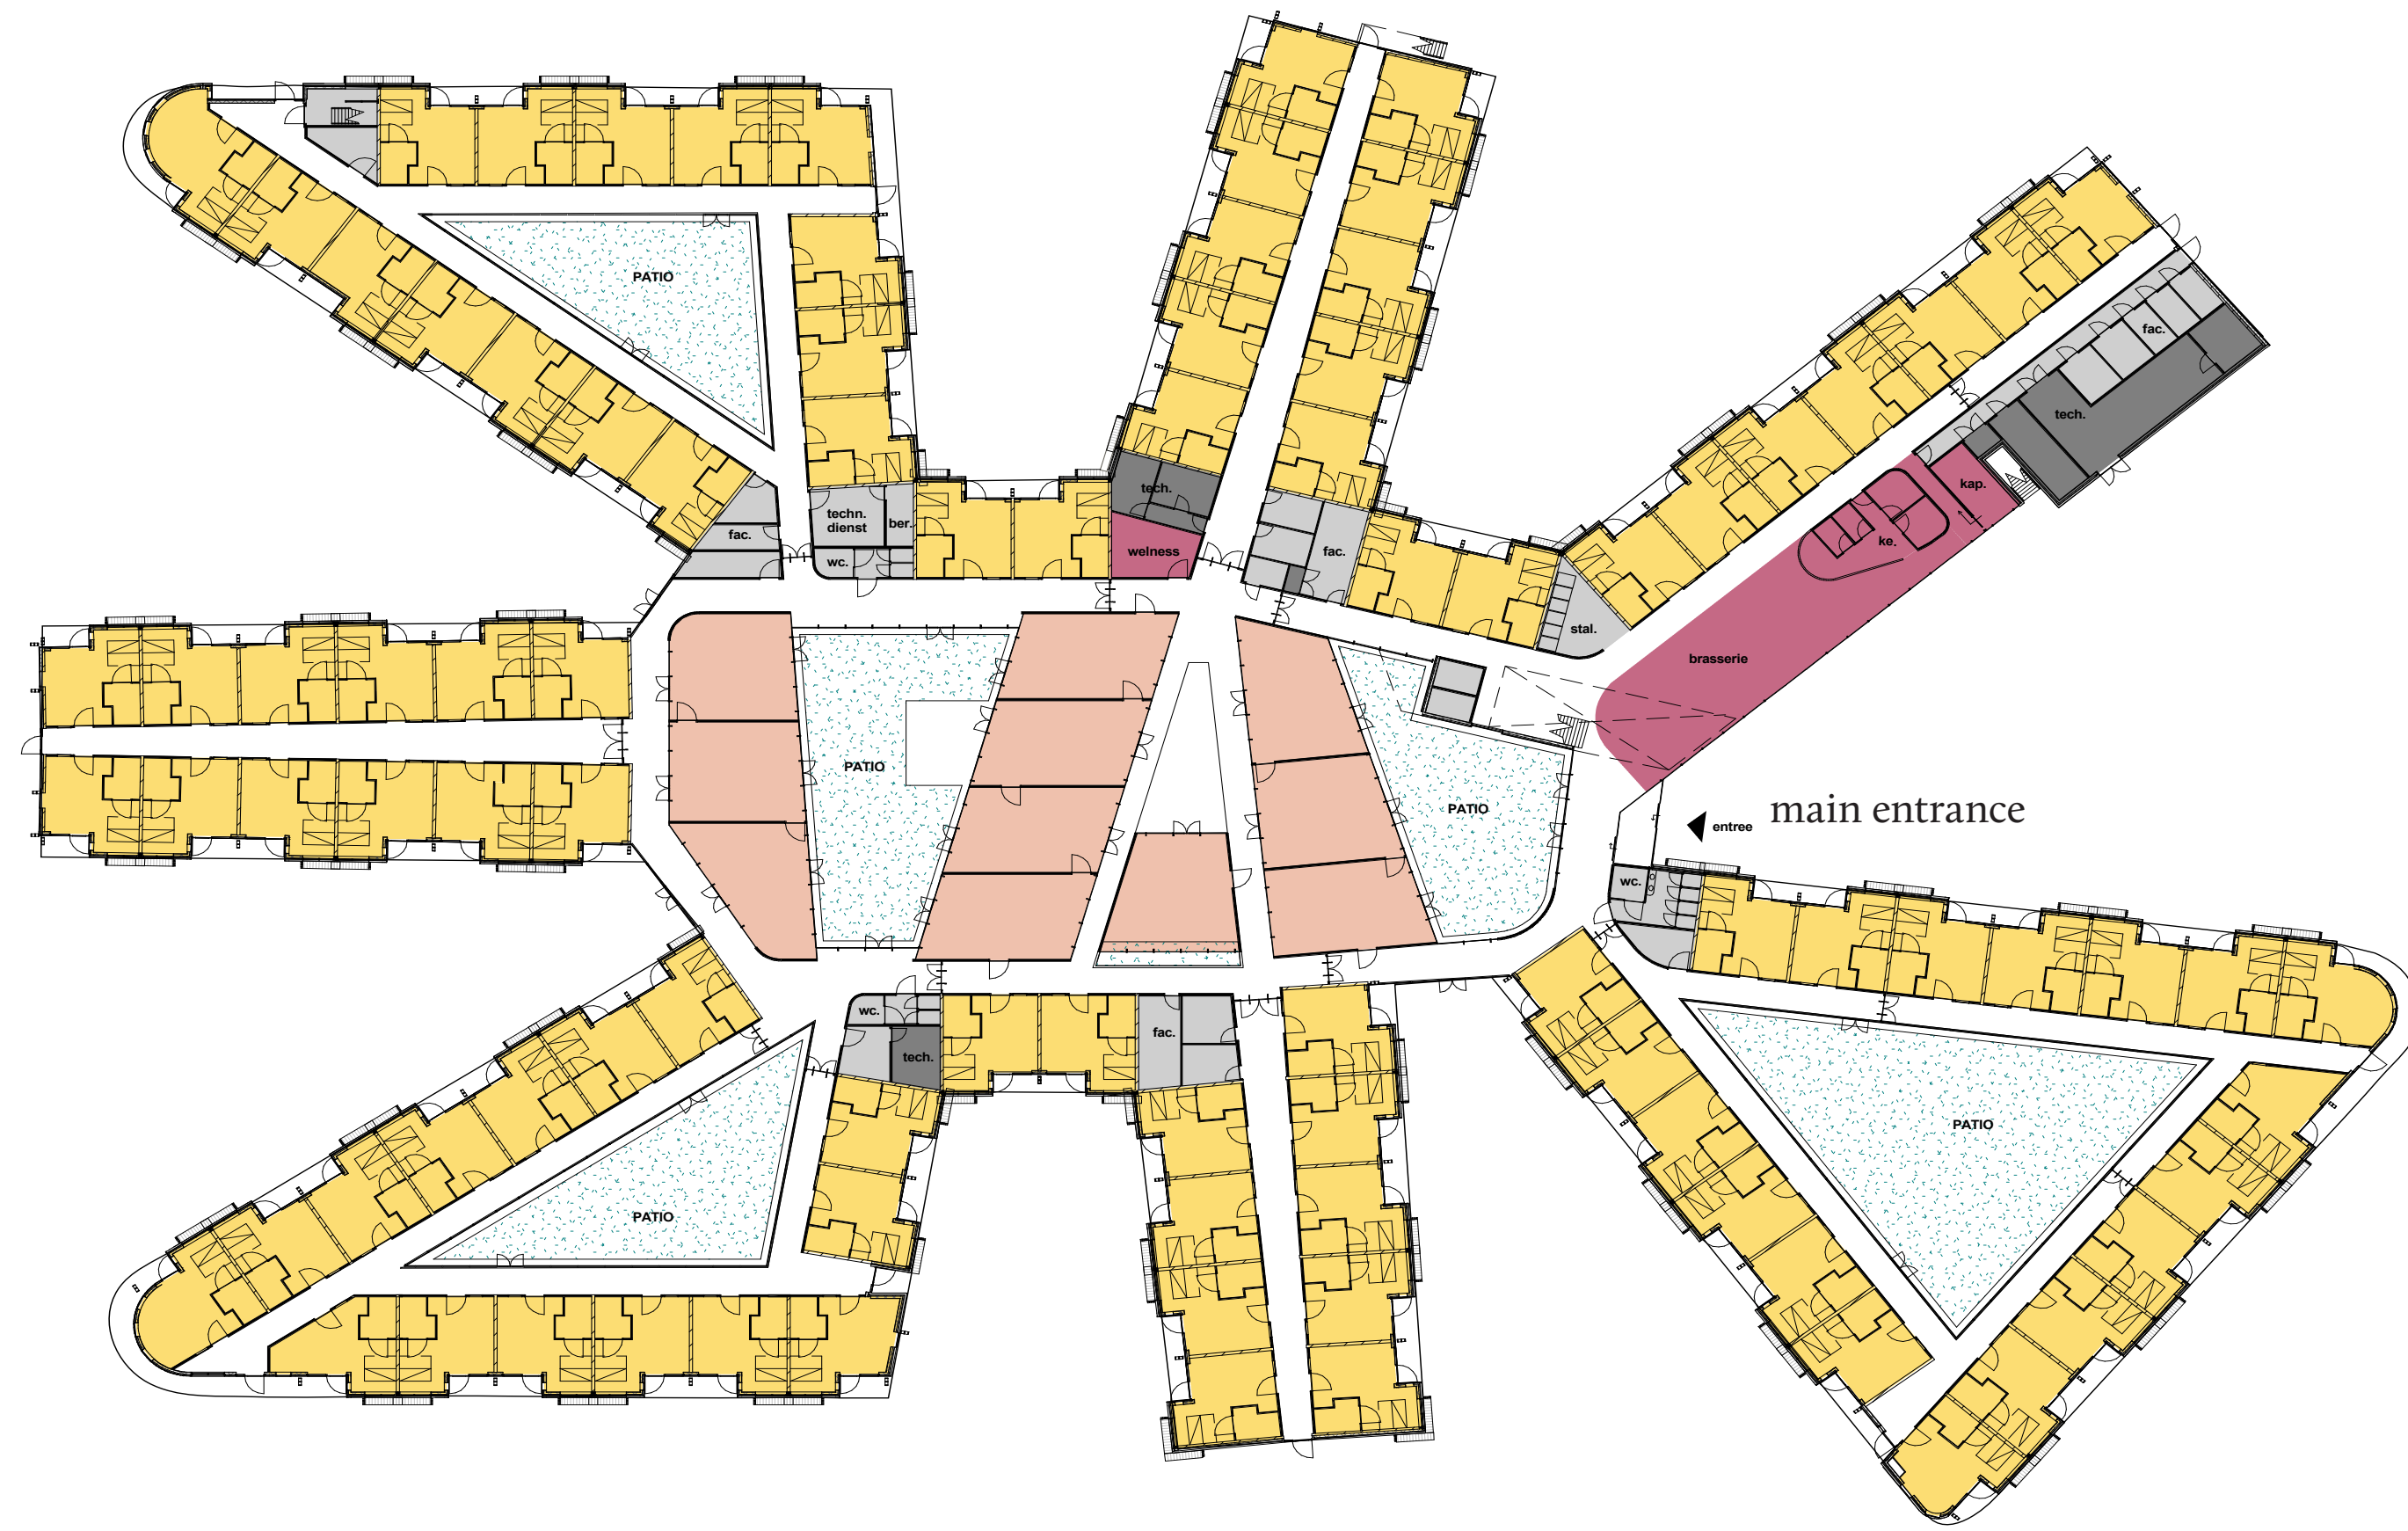 PATIO
fac.
tech.
kap.
tech.
techn.
dienst
ber.
fac.
wc.
welness
fac.
ke.
stal.
brasserie
PATIO
PATIO
entree
main entrance
wc.
wc.
fac.
tech.
PATIO
PATIO